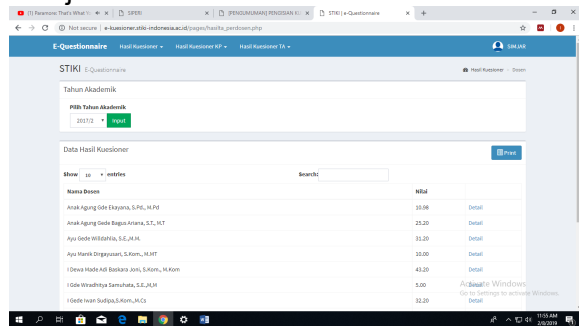 (1) Paramore: That's What Y
SIPERI
[PENGUMUMAN] PENGISIAN K
STIKI | e-Questionnaire
Not secure | e-kuesioner.stiki-indonesia.ac.id/pages/hasilta_perdosen.php
E-Questionnaire Hasil Kuesioner Hasil Kuesioner KP Hasil Kuesioner TA SIMJAR
STIKI E-Questionnaire
Hasil Kuesioner Dosen
Tahun Akademik
Pilih Tahun Akademik
2017/2 Input
Data Hasil Kuesioner
Print
Show 10 entries Search:
Nama Dosen Nilai
Anak Agung Gde Ekayana, S.Pd., M.Pd 10.98 Detail
Anak Agung Gede Bagus Ariana, S.T., M.T 25.20 Detail
Ayu Gede Willdahlia, S.E.,M.M. 31.20 Detail
Ayu Manik Dirgayusari, S.Kom., M.MT 10.00 Detail
I Dewa Made Adi Baskara Joni, S.Kom., M.Kom 43.20 Detail
I Gde Wiradhitya Samuhata, S.E.,M.M 5.00 Detail
I Gede Iwan Sudipa,S.Kom.,M.Cs 32.20 Detail
Activate Windows
Go to Settings to activate Windows.
11:55 AM
2/8/2019